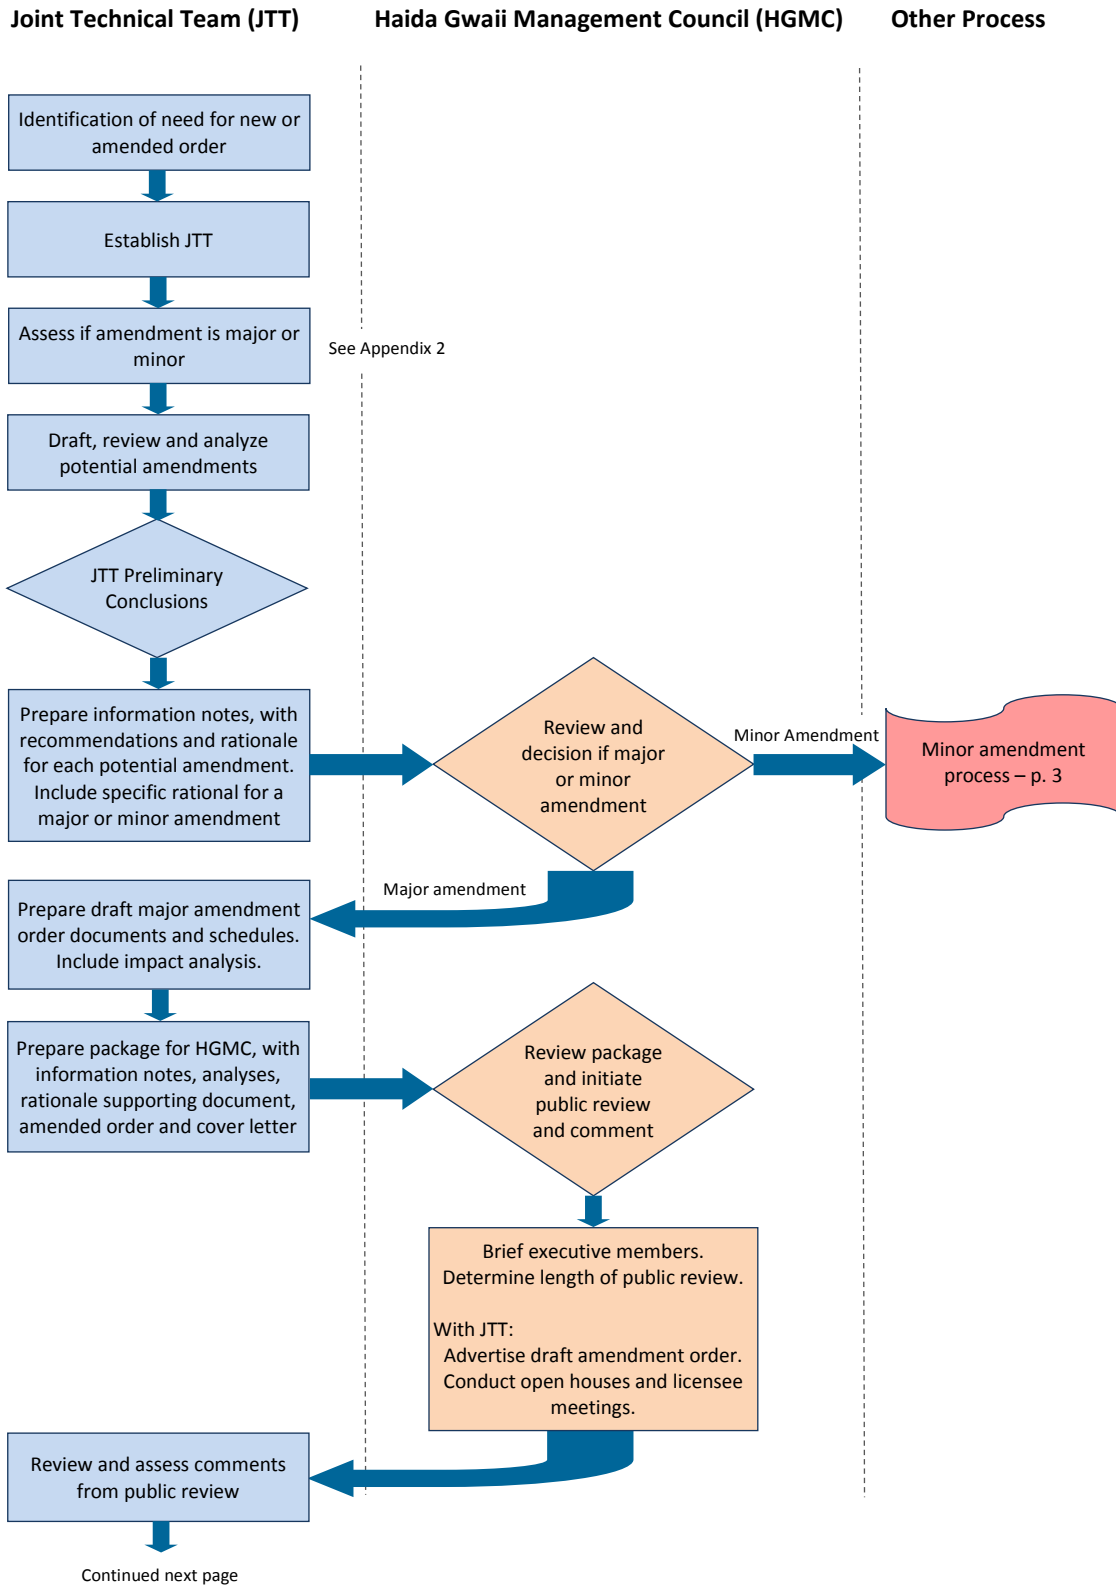 Joint Technical Team (JTT)
Haida Gwaii Management Council (HGMC)
Other Process
Identification of need for new or
amended order
Establish JTT
Assess if amendment is major or
minor
See Appendix 2
Draft, review and analyze
potential amendments
JTT Preliminary
Conclusions
Prepare information notes, with
recommendations and rationale
for each potential amendment.
Include specific rational for a
major or minor amendment
Review and
decision if major
or minor
amendment
Minor Amendment
Minor amendment
process – p. 3
Major amendment
Prepare draft major amendment
order documents and schedules.
Include impact analysis.
Prepare package for HGMC, with
information notes, analyses,
rationale supporting document,
amended order and cover letter
Review package
and initiate
public review
and comment
Brief executive members.
Determine length of public review.
With JTT:
Advertise draft amendment order.
Conduct open houses and licensee
meetings.
Review and assess comments
from public review
Continued next page